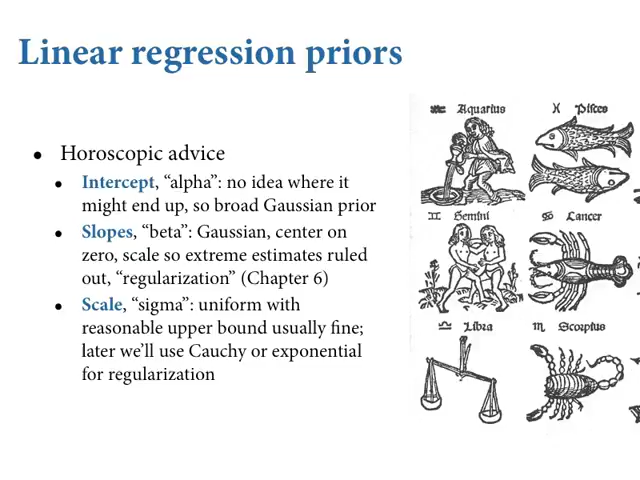 Linear regression priors
• Horoscopic advice
• Intercept, “alpha”: no idea where it
might end up, so broad Gaussian prior
• Slopes, “beta”: Gaussian, center on
zero, scale so extreme estimates ruled
out, “regularization” (Chapter 6)
• Scale, “sigma”: uniform with
reasonable upper bound usually fine;
later we’ll use Cauchy or exponential
for regularization
♒ Aquarius
♓ Pisces
♊ Gemini
♋ Cancer
♎ Libra
♏ Scorpius